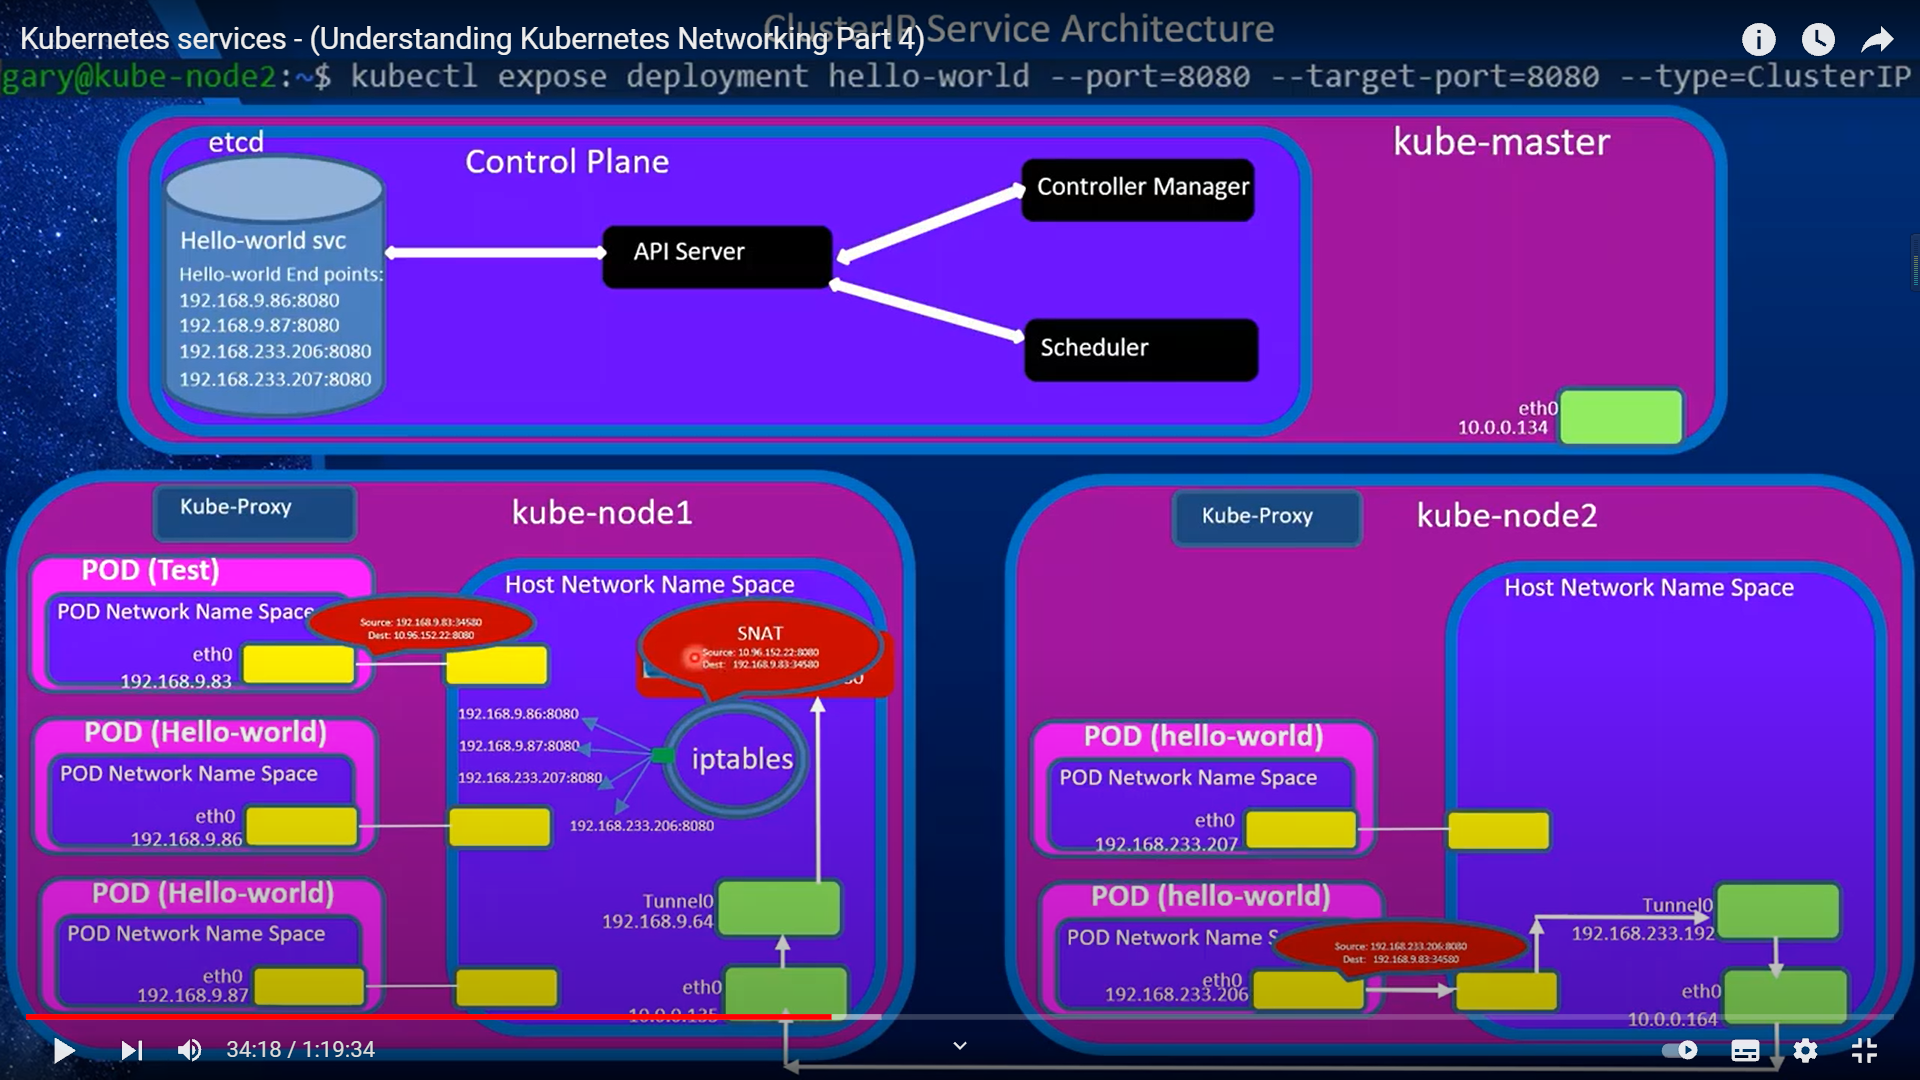 ClusterIP Service Architecture
Kubernetes services - (Understanding Kubernetes Networking Part 4)
gary@kube-node2:~$ kubectl expose deployment hello-world --port=8080 --target-port=8080 --type=ClusterIP
kube-master
Control Plane
etcd
Hello-world svc
Hello-world End points:
192.168.9.86:8080
192.168.9.87:8080
192.168.233.206:8080
192.168.233.207:8080
API Server
Controller Manager
Scheduler
eth0
10.0.0.134
Kube-Proxy
kube-node1
POD (Test)
POD Network Name Space
eth0
192.168.9.83
Source: 192.168.9.83:34580
Dest: 10.96.152.22:8080
POD (Hello-world)
POD Network Name Space
eth0
192.168.9.86
POD (Hello-world)
POD Network Name Space
eth0
192.168.9.87
Host Network Name Space
SNAT
Source: 10.96.152.22:8080
Dest: 192.168.9.83:34580
192.168.9.86:8080
192.168.9.87:8080
192.168.233.207:8080
192.168.233.206:8080
iptables
Tunnel0
192.168.9.64
eth0
Kube-Proxy
kube-node2
Host Network Name Space
POD (hello-world)
POD Network Name Space
eth0
192.168.233.207
POD (hello-world)
POD Network Name S
eth0
192.168.233.206
Source: 192.168.233.206:8080
Dest: 192.168.9.83:34580
Tunnel0
192.168.233.192
eth0
10.0.0.164
34:18 / 1:19:34